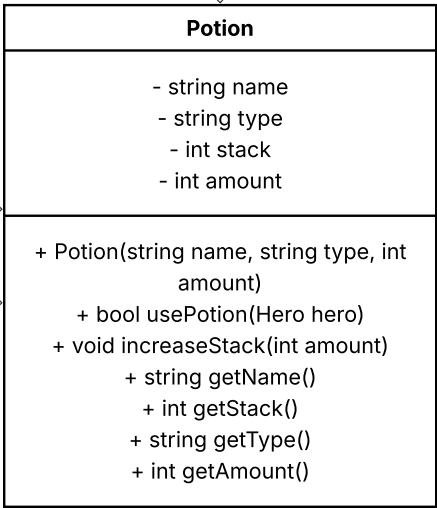 Potion
- string name
- string type
- int stack
- int amount
+ Potion(string name, string type, int
amount)
+ bool usePotion(Hero hero)
+ void increaseStack(int amount)
+ string getName()
+ int getStack()
+ string getType()
+ int getAmount()